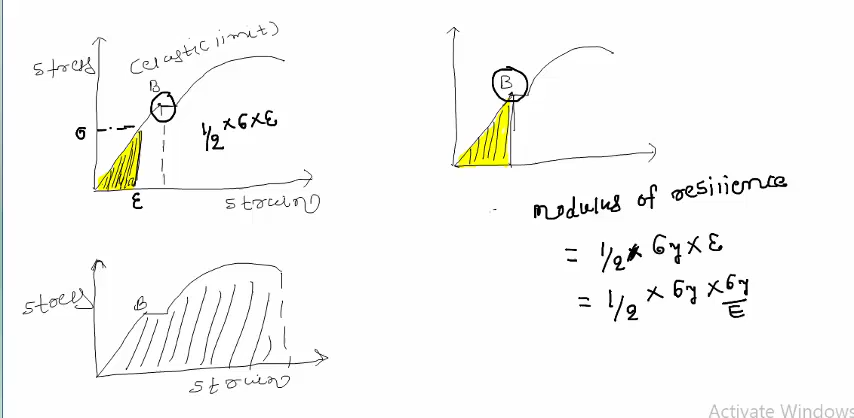 stress
(elastic limit)
B
σ
1/2 × σ × ε
ε
strain
B
modulus of resilience
= 1/2 × σy × ε
= 1/2 × σy × σy/E
stress
B
strain
Activate Windows